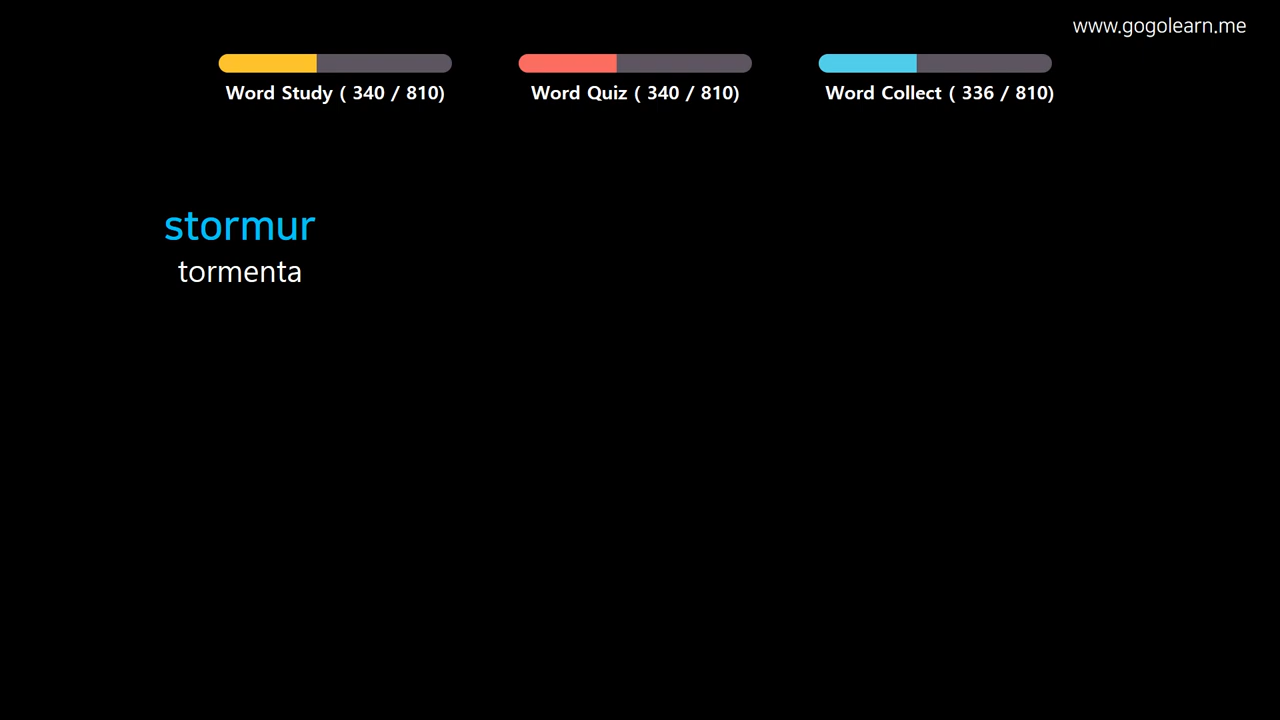 www.gogolearn.me
Word Study ( 340 / 810)
Word Quiz ( 340 / 810)
Word Collect ( 336 / 810)
stormur
tormenta